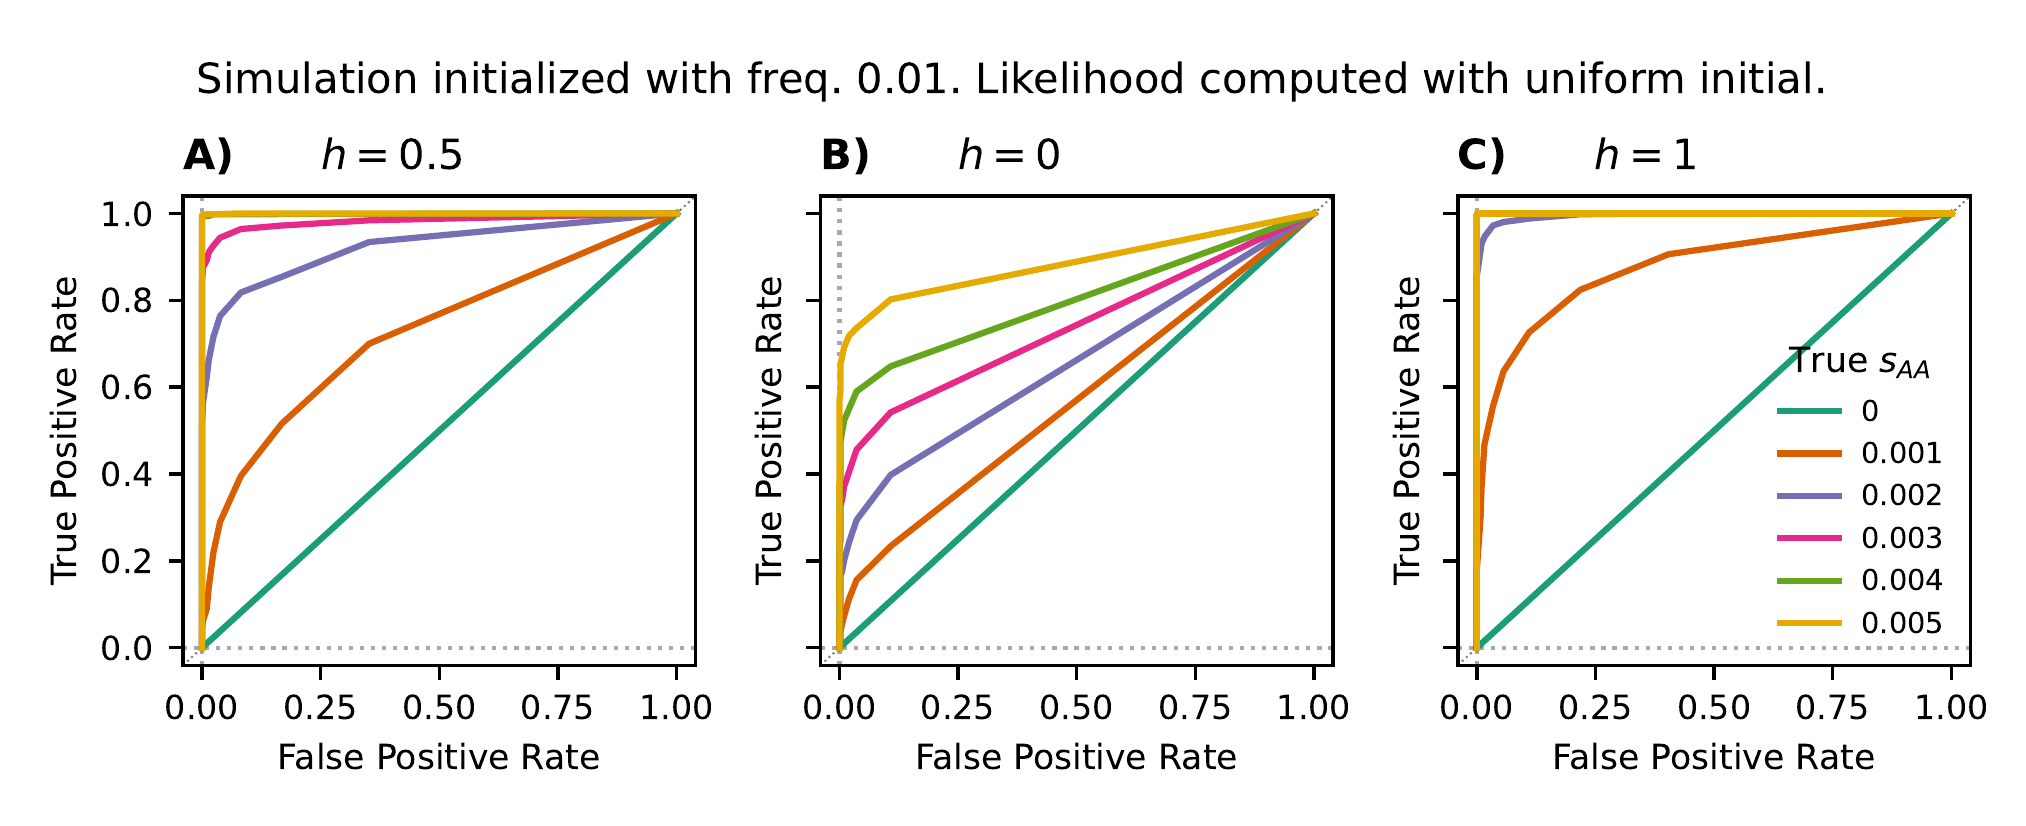 Simulation initialized with freq. 0.01. Likelihood computed with uniform initial.
A) h = 0.5
B) h = 0
C) h = 1
True Positive Rate
1.0
0.8
0.6
0.4
0.2
0.0
0.00 0.25 0.50 0.75 1.00
False Positive Rate
True Positive Rate
0.00 0.25 0.50 0.75 1.00
False Positive Rate
True Positive Rate
True s_AA
0
0.001
0.002
0.003
0.004
0.005
0.00 0.25 0.50 0.75 1.00
False Positive Rate